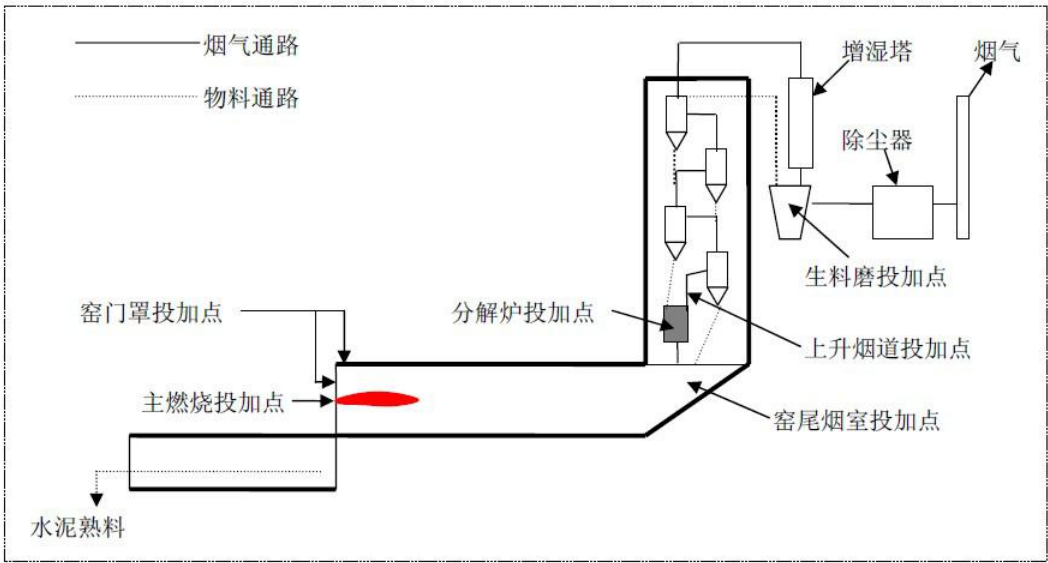 烟气通路
物料通路
增湿塔
烟气
除尘器
生料磨投加点
窑门罩投加点
分解炉投加点
上升烟道投加点
主燃烧投加点
窑尾烟室投加点
水泥熟料